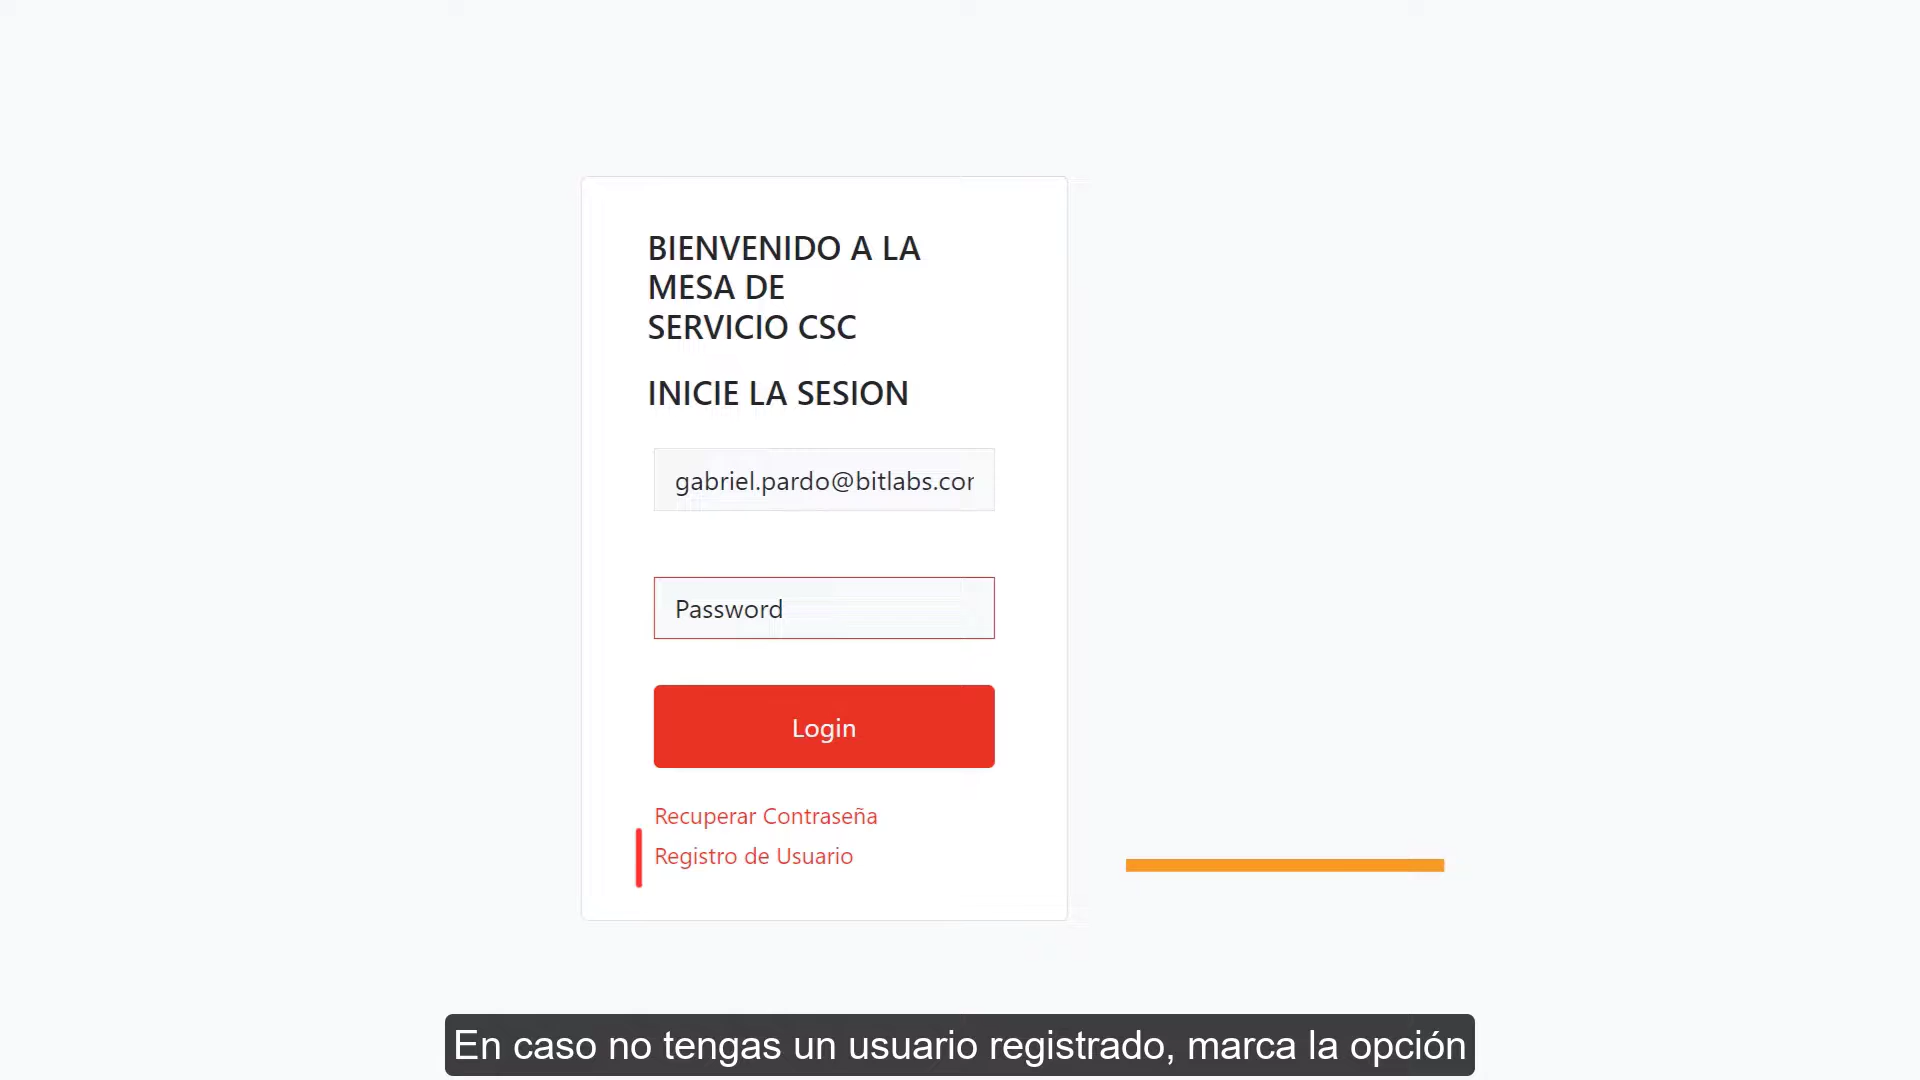 BIENVENIDO A LA
MESA DE
SERVICIO CSC
INICIE LA SESION
gabriel.pardo@bitlabs.cor
Password
Login
Recuperar Contraseña
Registro de Usuario
En caso no tengas un usuario registrado, marca la opción